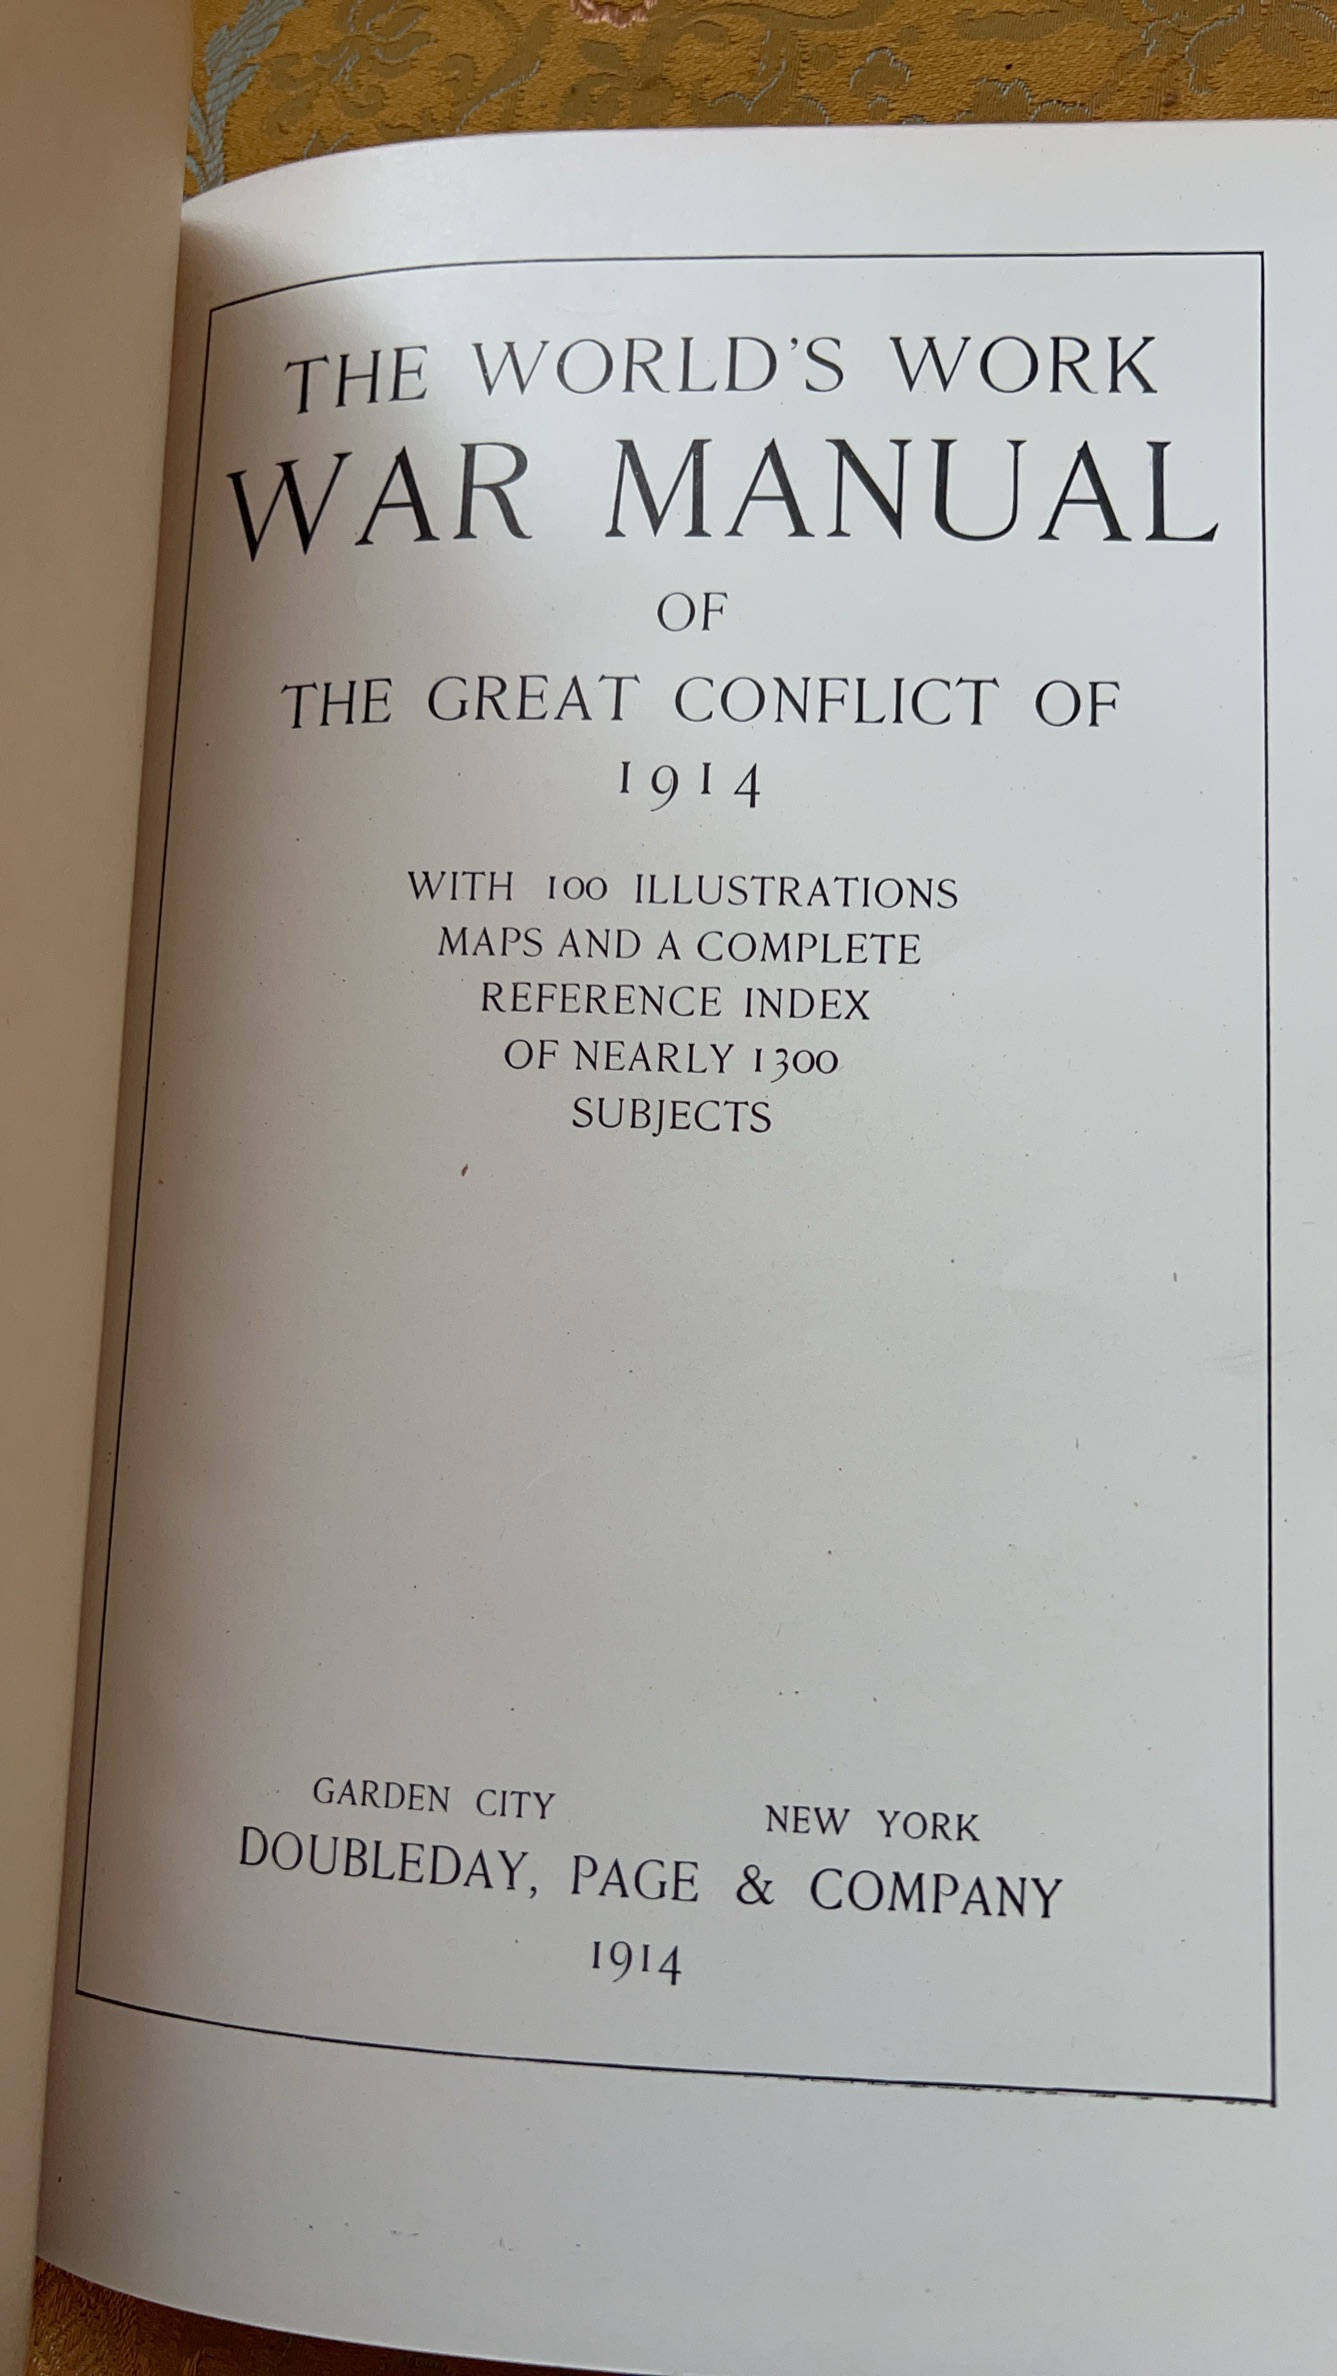 THE WORLD'S WORK
WAR MANUAL
OF
THE GREAT CONFLICT OF
1914
WITH 100 ILLUSTRATIONS
MAPS AND A COMPLETE
REFERENCE INDEX
OF NEARLY 1300
SUBJECTS
GARDEN CITY NEW YORK
DOUBLEDAY, PAGE & COMPANY
1914